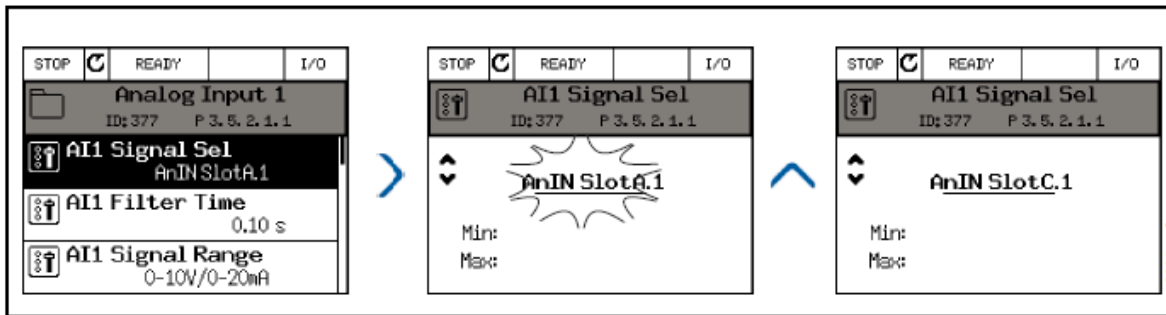 STOP READY I/O
Analog Input 1
ID:377 P3.5.2.1.1
AI1 Signal Sel
AnIN SlotA.1
AI1 Filter Time
0.10 s
AI1 Signal Range
0-10V/0-20mA
STOP READY I/O
AI1 Signal Sel
ID:377 P3.5.2.1.1
AnIN SlotA.1
Min:
Max:
STOP READY I/O
AI1 Signal Sel
ID:377 P3.5.2.1.1
AnIN SlotC.1
Min:
Max: